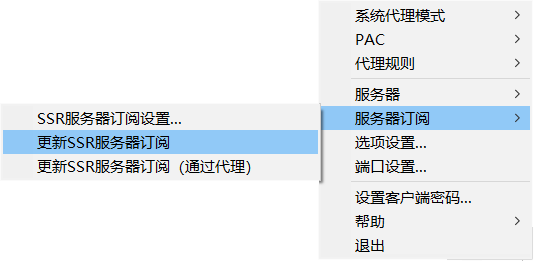 系统代理模式
PAC
代理规则
服务器
服务器订阅
选项设置...
端口设置...
设置客户端密码...
帮助
退出
SSR服务器订阅设置...
更新SSR服务器订阅
更新SSR服务器订阅（通过代理）